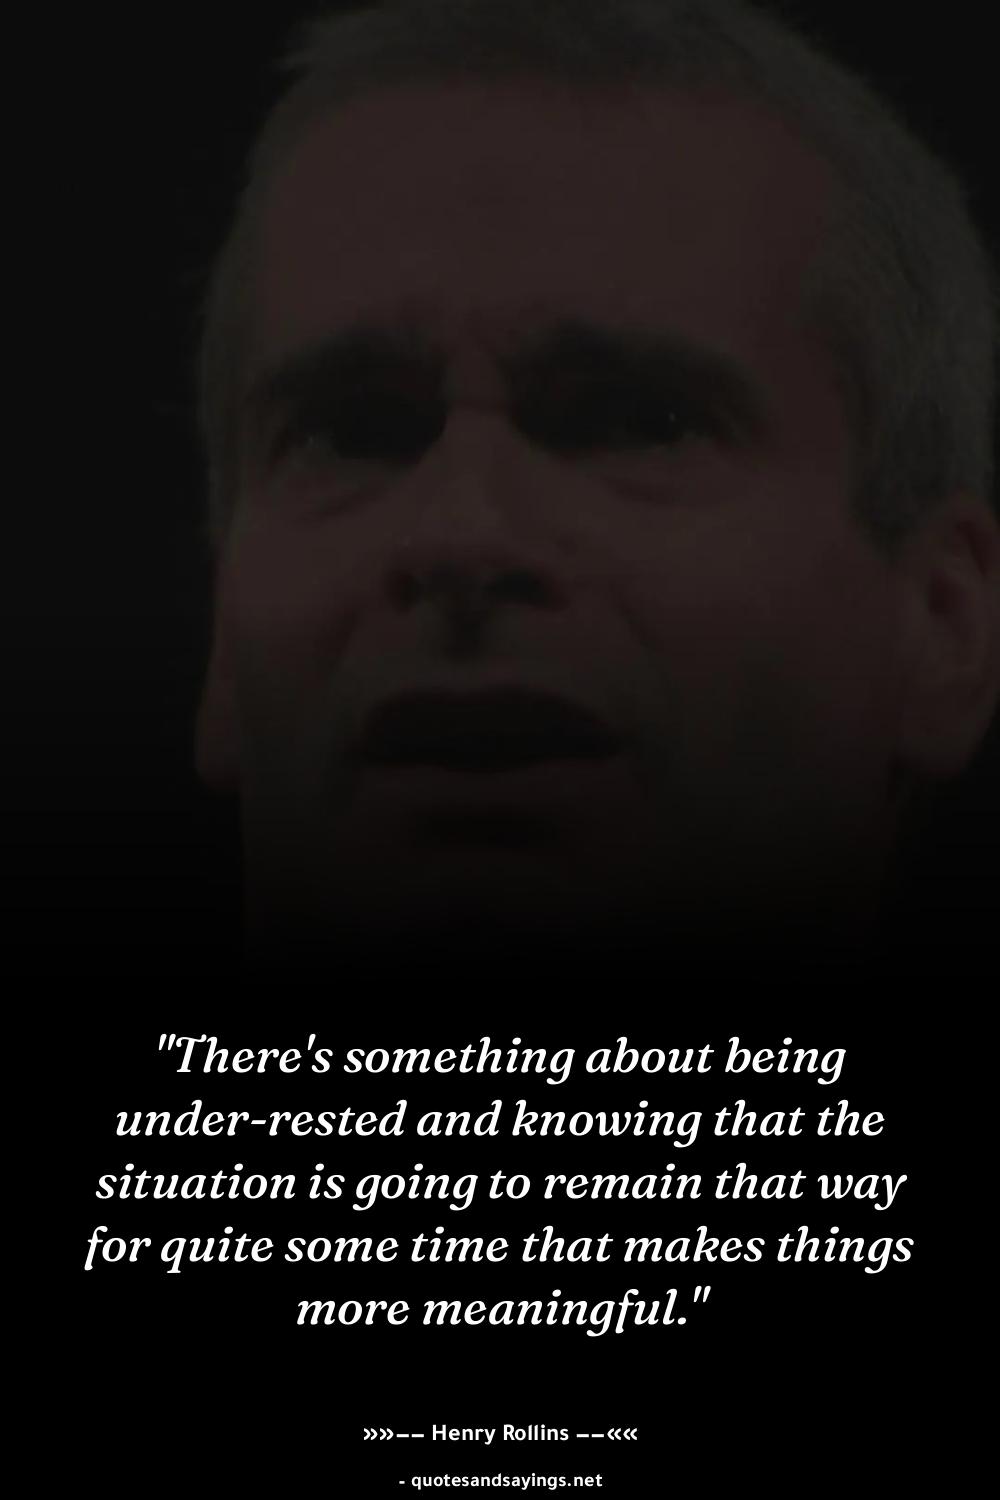 "There's something about being
under-rested and knowing that the
situation is going to remain that way
for quite some time that makes things
more meaningful."
»»–– Henry Rollins ––««
- quotesandsayings.net